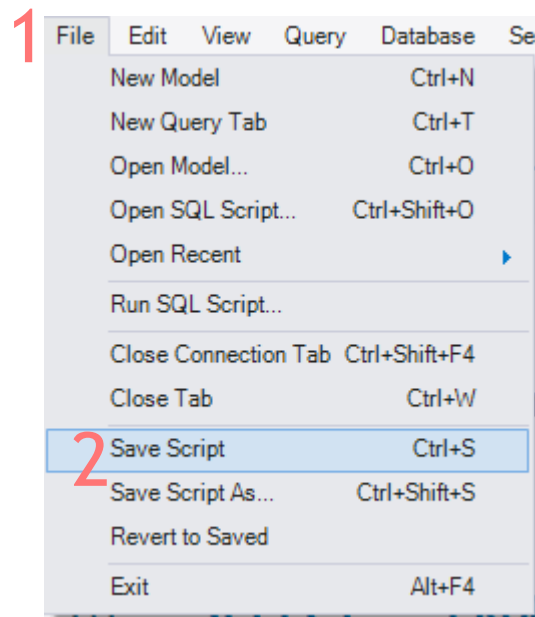 1 File Edit View Query Database Se
New Model Ctrl+N
New Query Tab Ctrl+T
Open Model... Ctrl+O
Open SQL Script... Ctrl+Shift+O
Open Recent
Run SQL Script...
Close Connection Tab Ctrl+Shift+F4
Close Tab Ctrl+W
2 Save Script Ctrl+S
Save Script As... Ctrl+Shift+S
Revert to Saved
Exit Alt+F4